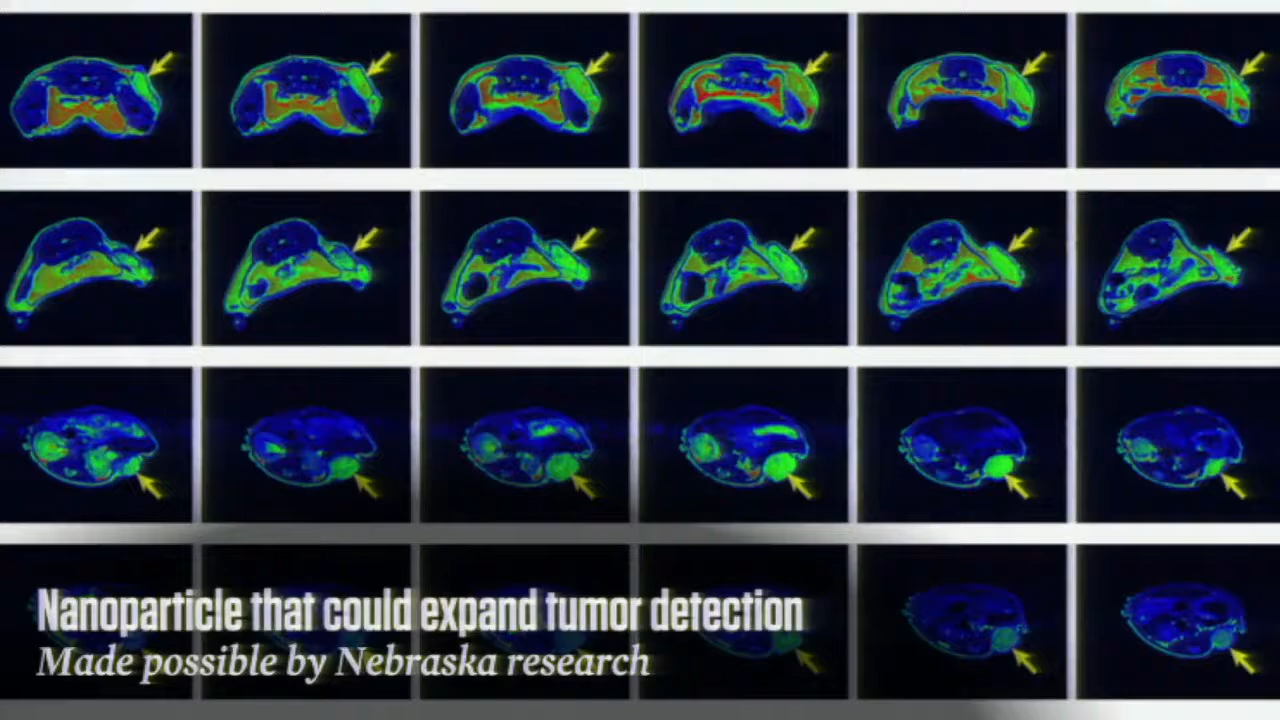 Nanoparticle that could expand tumor detection
Made possible by Nebraska research